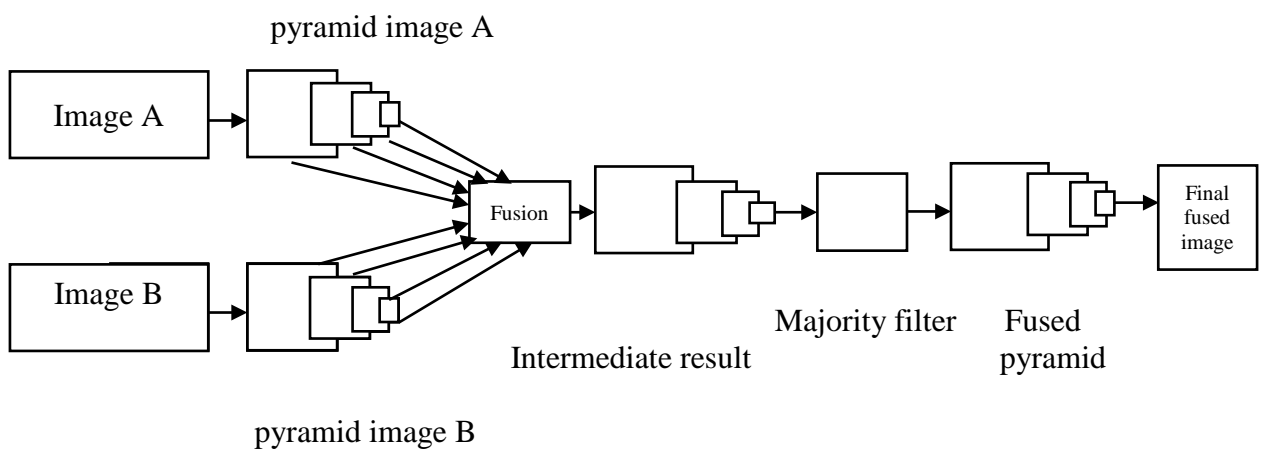 pyramid image A
Image A
Fusion
Final
fused
image
Image B
Majority filter
Fused
pyramid
Intermediate result
pyramid image B